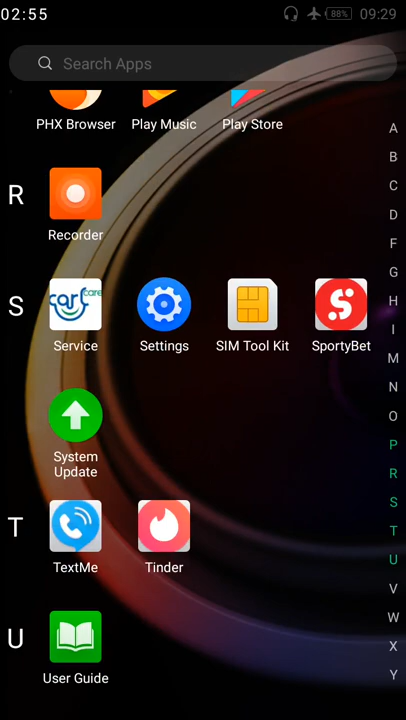 02:55 88% 09:29
Search Apps
PHX Browser Play Music Play Store
A
B
C
D
F
G
H
I
M
N
O
P
R
S
T
U
V
W
X
Y
R
Recorder
S
carlcare
Service Settings SIM Tool Kit SportyBet
System
Update
T
TextMe Tinder
U
User Guide